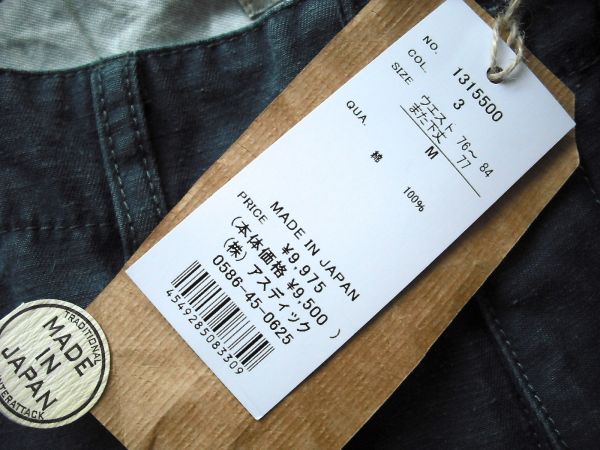 NO. 1315500
COL. 3
SIZE ウエスト 76〜 84
また下丈 77
M
QUA. 綿 100%
MADE IN JAPAN
PRICE ¥9,975
(本体価格 ¥9,500 )
(株) アスティック
0586-45-0625
4549285083309
TRADITIONAL
MADE
IN
JAPAN